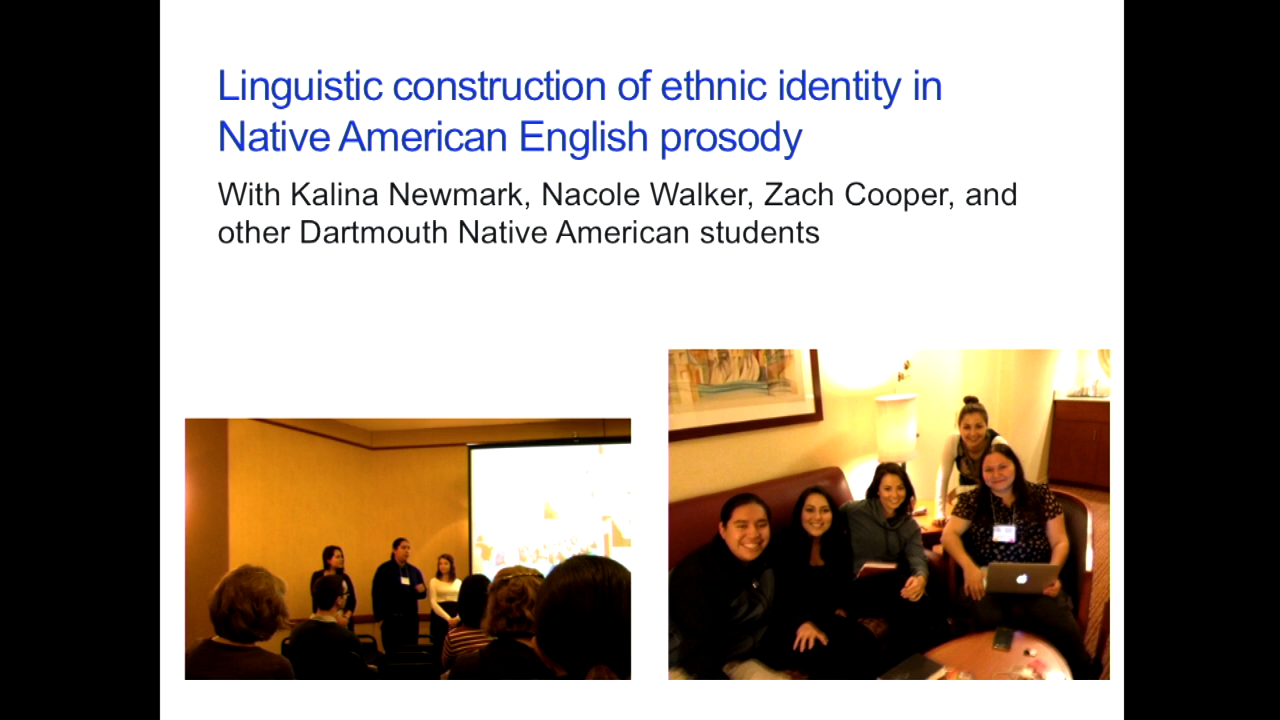 Linguistic construction of ethnic identity in
Native American English prosody
With Kalina Newmark, Nacole Walker, Zach Cooper, and
other Dartmouth Native American students